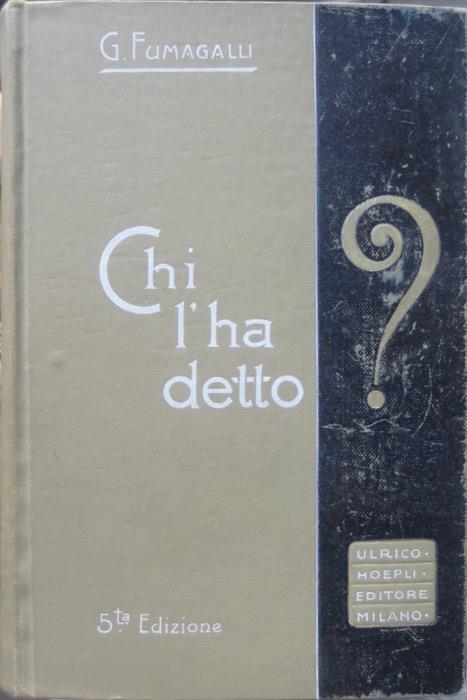 G. FUMAGALLI
Chi
l'ha
detto
?
5.ta Edizione
ULRICO·
HOEPLI·
EDITORE
MILANO·